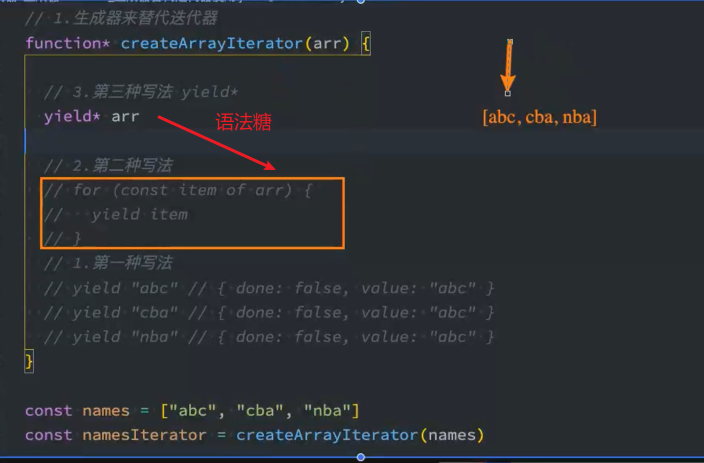 // 1.生成器来替代迭代器
function* createArrayIterator(arr) {
// 3.第三种写法 yield*
yield* arr
语法糖
[abc, cba, nba]
// 2.第二种写法
// for (const item of arr) {
//   yield item
// }
// 1.第一种写法
// yield "abc" // { done: false, value: "abc" }
// yield "cba" // { done: false, value: "abc" }
// yield "nba" // { done: false, value: "abc" }
}
const names = ["abc", "cba", "nba"]
const namesIterator = createArrayIterator(names)